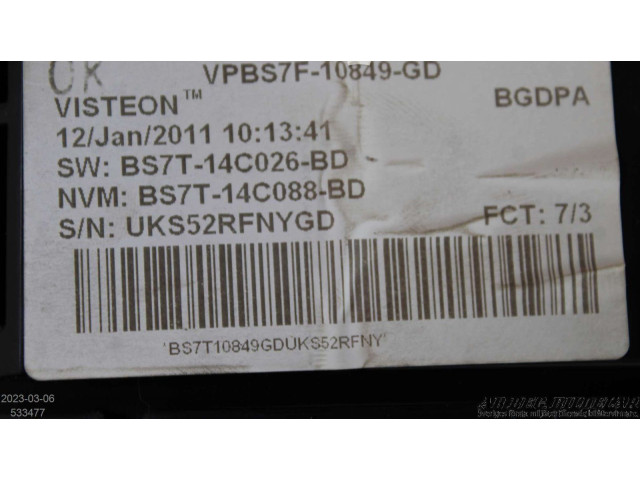 OK
VPBS7F-10849-GD
VISTEON™
BGDPA
12/Jan/2011 10:13:41
SW: BS7T-14C026-BD
NVM: BS7T-14C088-BD
S/N: UKS52RFNYGD
FCT: 7/3
'BS7T10849GDUKS52RFNY'
2023-03-06
533477